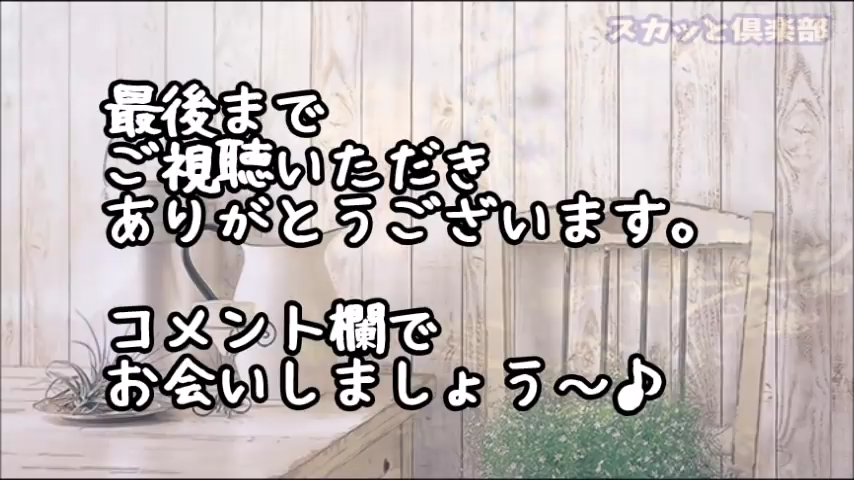 スカッと倶楽部
最後まで
ご視聴いただき
ありがとうございます。
コメント欄で
お会いしましょう～♪